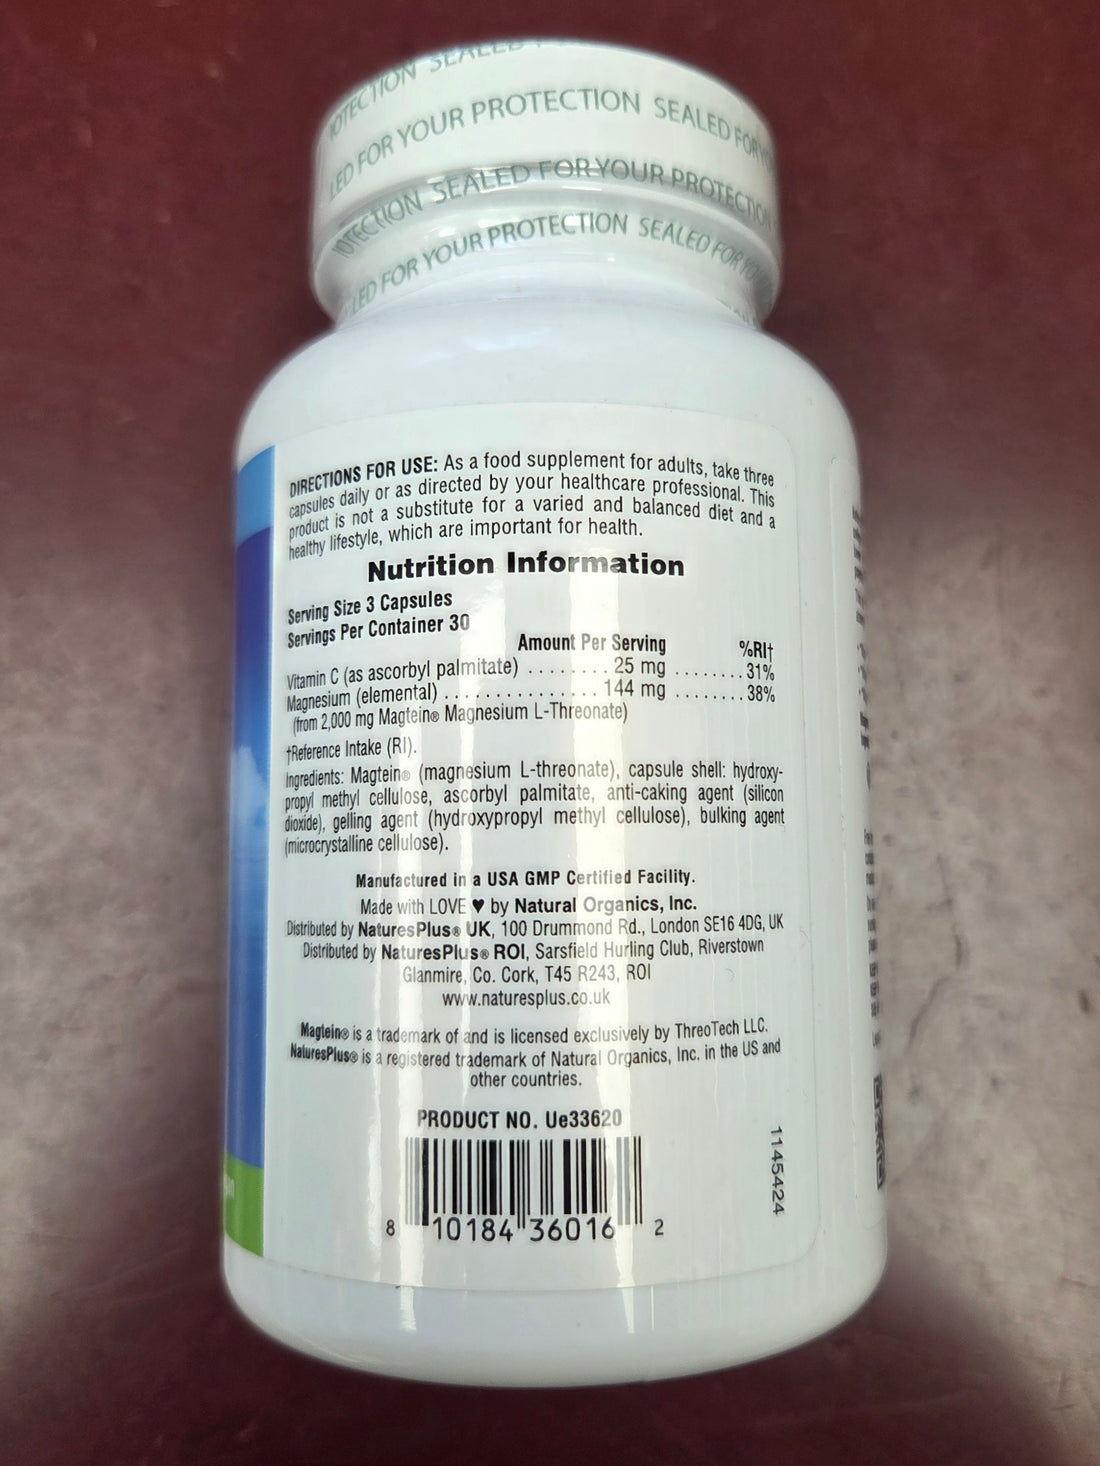 SEALED
OTECTION SEALED
LED FOR YOUR PROTECTION SEALED FOR
OTECTION SEALED FOR YOUR PROTECTION
LED FOR YOUR PROTECTION SEALED FOR YOU
DIRECTIONS FOR USE: As a food supplement for adults, take three
capsules daily or as directed by your healthcare professional. This
product is not a substitute for a varied and balanced diet and a
healthy lifestyle, which are important for health.
Nutrition Information
Serving Size 3 Capsules
Servings Per Container 30
Amount Per Serving %RI†
Vitamin C (as ascorbyl palmitate) ........ 25 mg ........ 31%
Magnesium (elemental) ............... 144 mg ........ 38%
(from 2,000 mg Magtein® Magnesium L-Threonate)
†Reference Intake (RI).
Ingredients: Magtein® (magnesium L-threonate), capsule shell: hydroxy-
propyl methyl cellulose, ascorbyl palmitate, anti-caking agent (silicon
dioxide), gelling agent (hydroxypropyl methyl cellulose), bulking agent
(microcrystalline cellulose).
Manufactured in a USA GMP Certified Facility.
Made with LOVE ♥ by Natural Organics, Inc.
Distributed by NaturesPlus® UK, 100 Drummond Rd., London SE16 4DG, UK
Distributed by NaturesPlus® ROI, Sarsfield Hurling Club, Riverstown
Glanmire, Co. Cork, T45 R243, ROI
www.naturesplus.co.uk
Magtein® is a trademark of and is licensed exclusively by ThreoTech LLC.
NaturesPlus® is a registered trademark of Natural Organics, Inc. in the US and
other countries.
PRODUCT NO. Ue33620
8 10184 36016 2
1145424